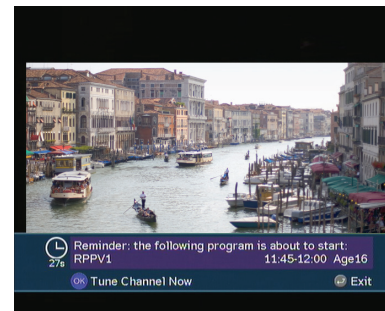 Reminder: the following program is about to start:
27s RPPV1 11:45-12:00 Age16
OK Tune Channel Now Exit